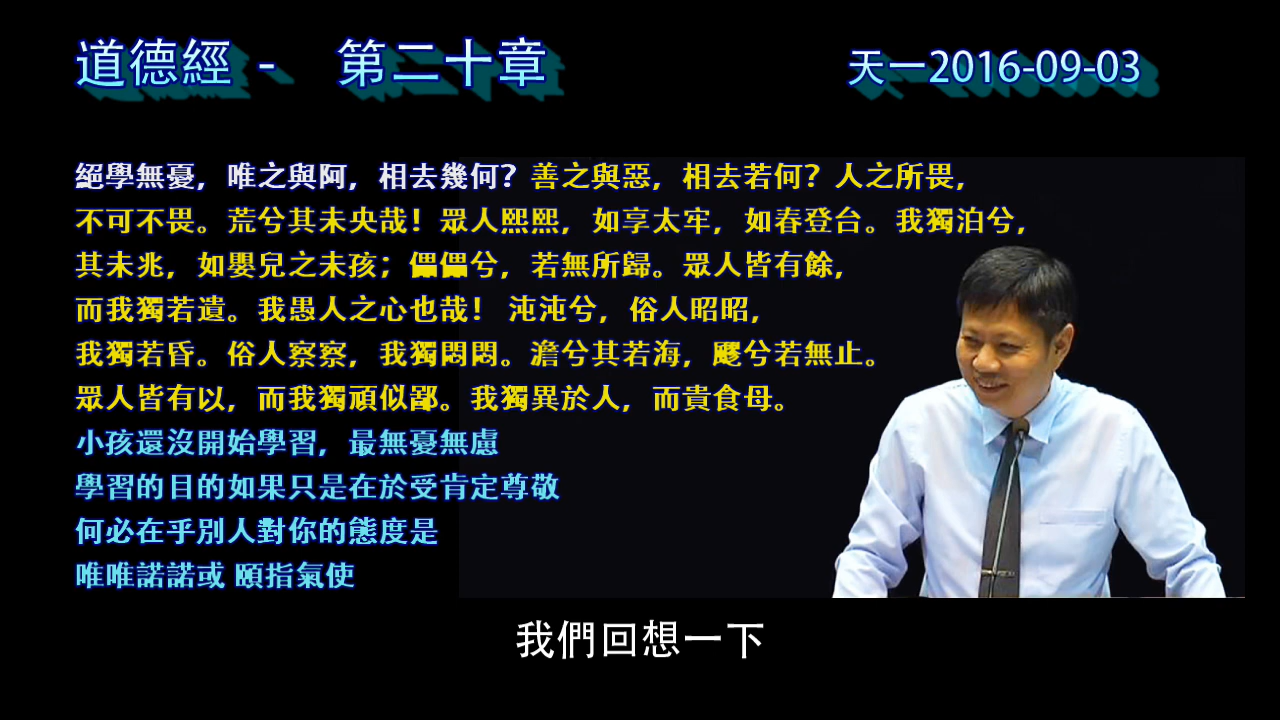 道德經 - 第二十章
天一2016-09-03
絕學無憂，唯之與阿，相去幾何？善之與惡，相去若何？人之所畏，
不可不畏。荒兮其未央哉！眾人熙熙，如享太牢，如春登台。我獨泊兮，
其未兆，如嬰兒之未孩；儡儡兮，若無所歸。眾人皆有餘，
而我獨若遺。我愚人之心也哉！ 沌沌兮，俗人昭昭，
我獨若昏。俗人察察，我獨悶悶。澹兮其若海，飂兮若無止。
眾人皆有以，而我獨頑似鄙。我獨異於人，而貴食母。
小孩還沒開始學習，最無憂無慮
學習的目的如果只是在於受肯定尊敬
何必在乎別人對你的態度是
唯唯諾諾或 頤指氣使
我們回想一下